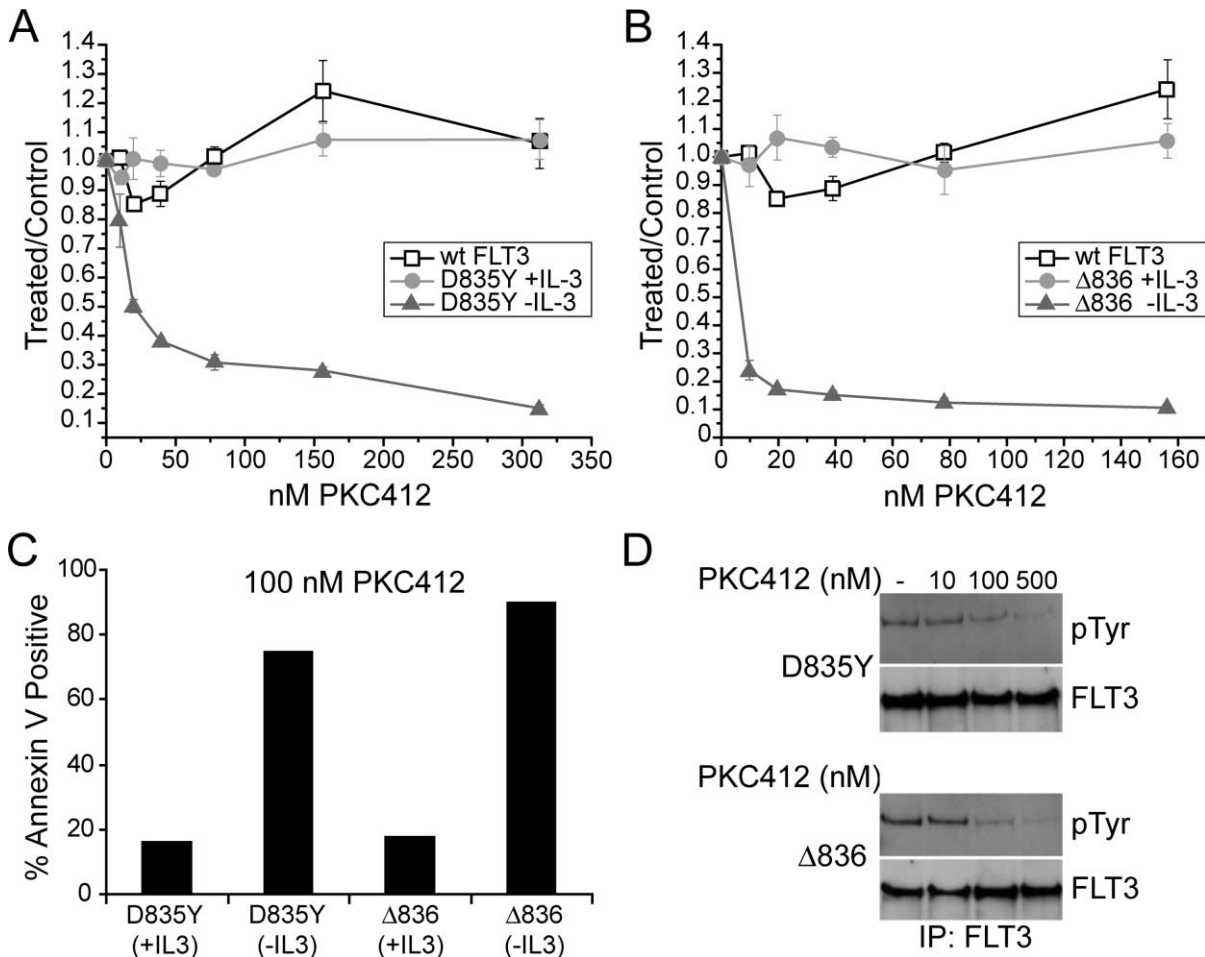 A
1.4
1.3
1.2
1.1
1.0
0.9
0.8
0.7
0.6
0.5
0.4
0.3
0.2
0.1
0
Treated/Control
wt FLT3
D835Y +IL-3
D835Y -IL-3
0 50 100 150 200 250 300 350
nM PKC412
B
1.4
1.3
1.2
1.1
1.0
0.9
0.8
0.7
0.6
0.5
0.4
0.3
0.2
0.1
0
Treated/Control
wt FLT3
Δ836 +IL-3
Δ836 -IL-3
0 20 40 60 80 100 120 140 160
nM PKC412
C
100 nM PKC412
100
80
60
40
20
0
% Annexin V Positive
D835Y (+IL3)
D835Y (-IL3)
Δ836 (+IL3)
Δ836 (-IL3)
D
PKC412 (nM) - 10 100 500
pTyr
D835Y
FLT3
PKC412 (nM)
pTyr
Δ836
FLT3
IP: FLT3